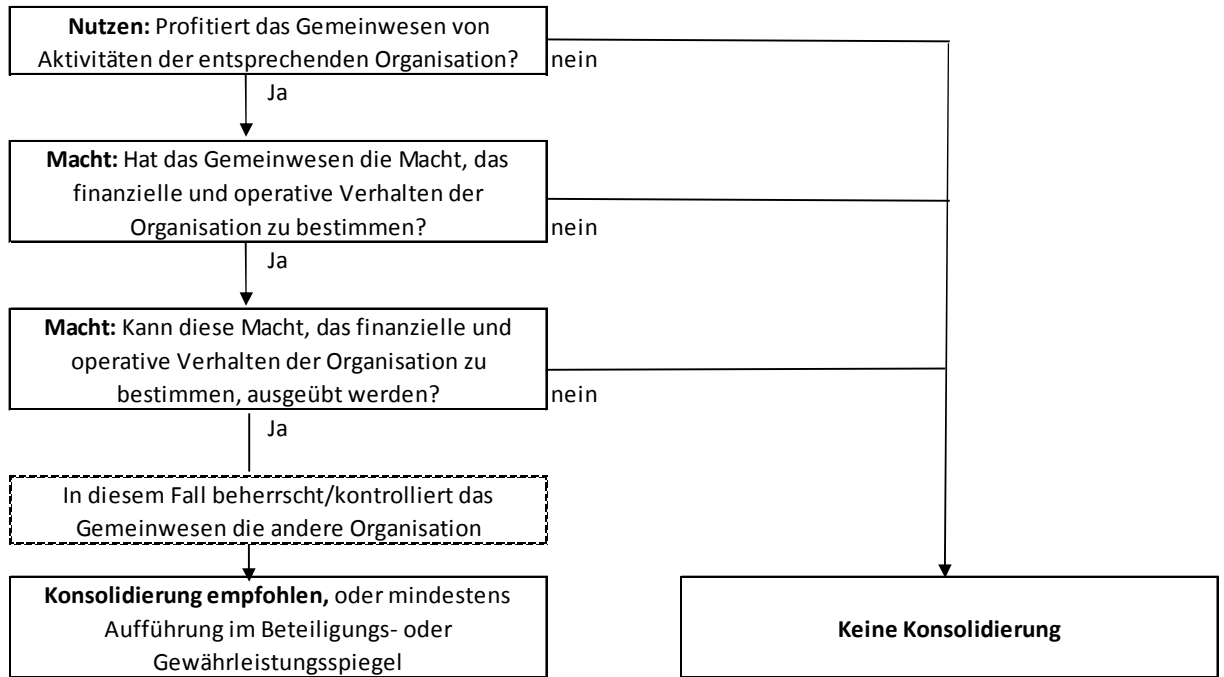 Nutzen: Profitiert das Gemeinwesen von
Aktivitäten der entsprechenden Organisation?
nein
Ja
Macht: Hat das Gemeinwesen die Macht, das
finanzielle und operative Verhalten der
Organisation zu bestimmen?
nein
Ja
Macht: Kann diese Macht, das finanzielle und
operative Verhalten der Organisation zu
bestimmen, ausgeübt werden?
nein
Ja
In diesem Fall beherrscht/kontrolliert das
Gemeinwesen die andere Organisation
Konsolidierung empfohlen, oder mindestens
Aufführung im Beteiligungs- oder
Gewährleistungsspiegel
Keine Konsolidierung